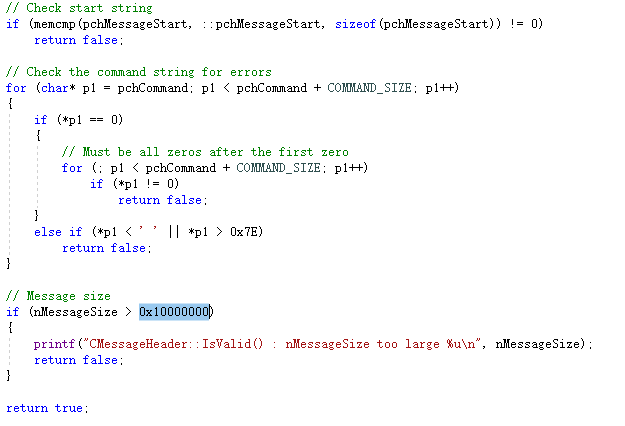 // Check start string
if (memcmp(pchMessageStart, ::pchMessageStart, sizeof(pchMessageStart)) != 0)
    return false;

// Check the command string for errors
for (char* p1 = pchCommand; p1 < pchCommand + COMMAND_SIZE; p1++)
{
    if (*p1 == 0)
    {
        // Must be all zeros after the first zero
        for (; p1 < pchCommand + COMMAND_SIZE; p1++)
            if (*p1 != 0)
                return false;
    }
    else if (*p1 < ' ' || *p1 > 0x7E)
        return false;
}

// Message size
if (nMessageSize > 0x10000000)
{
    printf("CMessageHeader::IsValid() : nMessageSize too large %u\n", nMessageSize);
    return false;
}

return true;